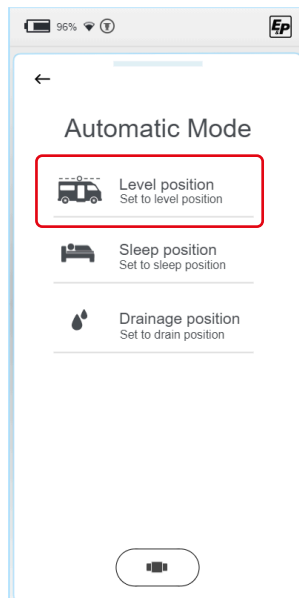 96%
EP
Automatic Mode
Level position
Set to level position
Sleep position
Set to sleep position
Drainage position
Set to drain position